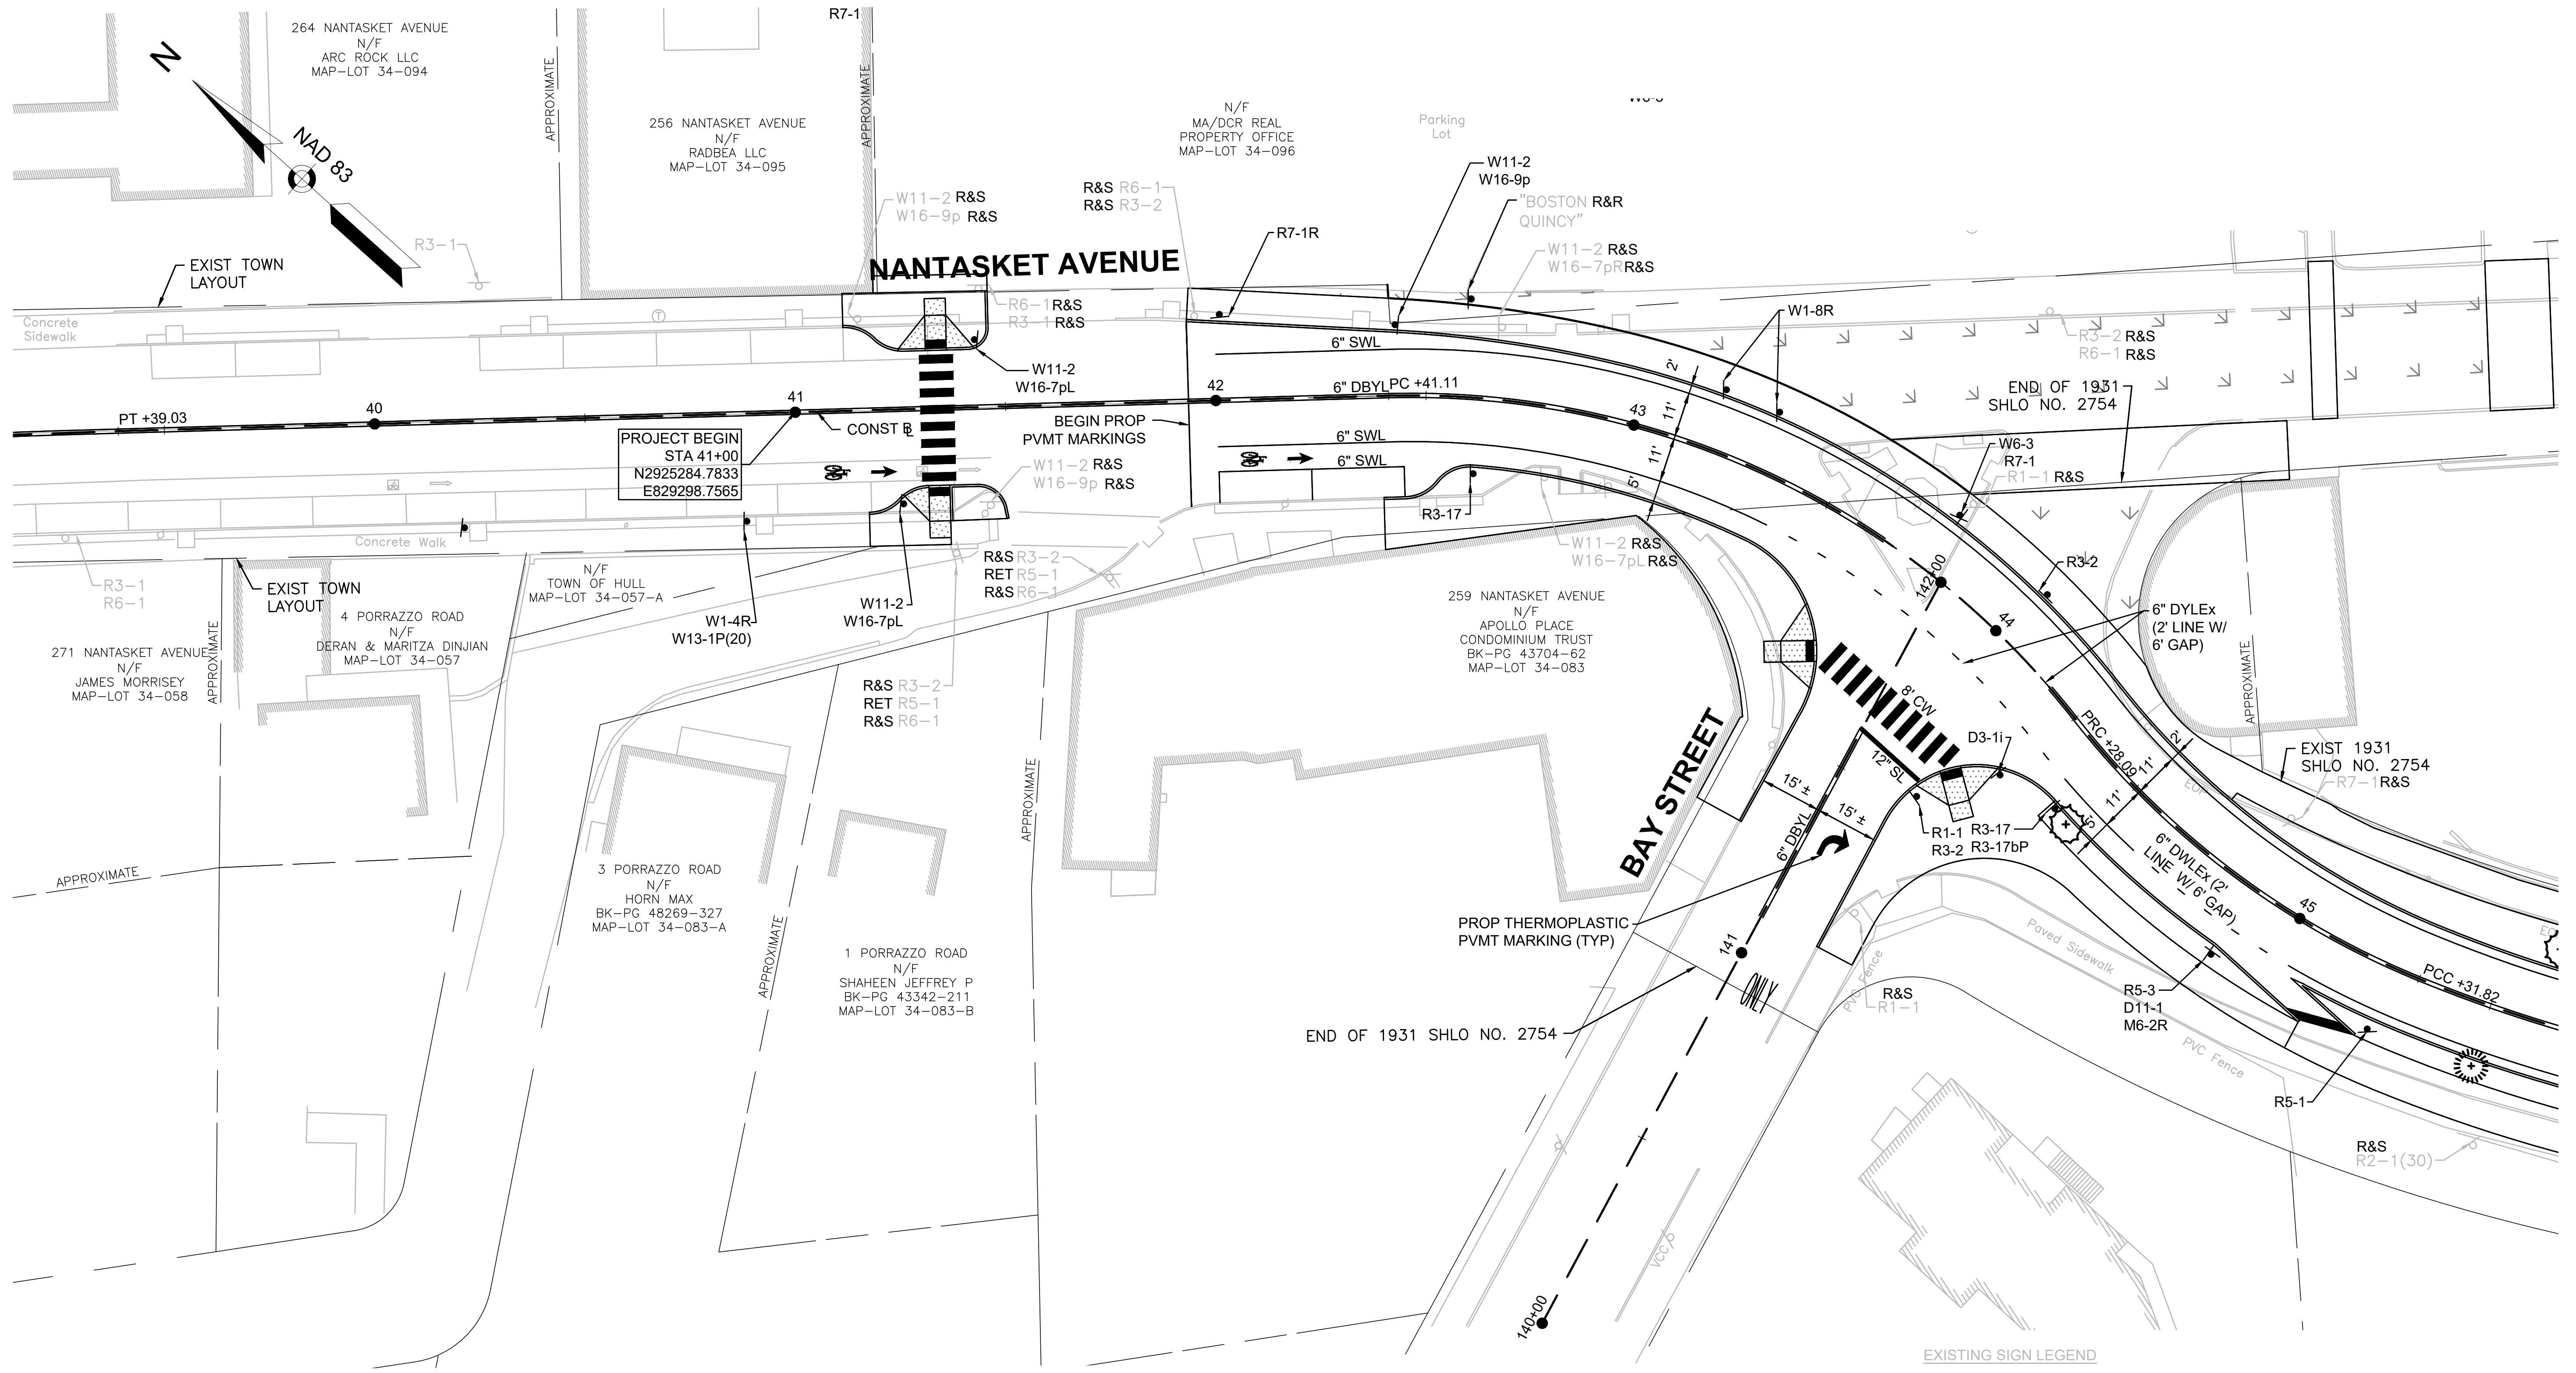 R7-1
264 NANTASKET AVENUE
N/F
ARC ROCK LLC
MAP-LOT 34-094
N
NAD 83
APPROXIMATE
256 NANTASKET AVENUE
N/F
RADBEA LLC
MAP-LOT 34-095
APPROXIMATE
N/F
MA/DCR REAL
PROPERTY OFFICE
MAP-LOT 34-096
Parking
Lot
W11-2
W16-9p
"BOSTON R&R
QUINCY"
W11-2 R&S
W16-7pR R&S
W11-2 R&S
W16-9p R&S
R&S R6-1
R&S R3-2
R7-1R
R3-1
EXIST TOWN
LAYOUT
NANTASKET AVENUE
R6-1 R&S
R3-1 R&S
W1-8R
R3-2 R&S
R6-1 R&S
Concrete
Sidewalk
T
W11-2
W16-7pL
6" SWL
2'
END OF 1931
SHLO NO. 2754
PT +39.03
40
41
42
6" DBYL
PC +41.11
43
11'
CONST BL
BEGIN PROP
PVMT MARKINGS
PROJECT BEGIN
STA 41+00
N2925284.7833
E829298.7565
6" SWL
6" SWL
11'
5'
W6-3
R7-1
R1-1 R&S
W11-2 R&S
W16-9p R&S
R3-17
Concrete Walk
R3-1
R6-1
EXIST TOWN
LAYOUT
N/F
TOWN OF HULL
MAP-LOT 34-057-A
R&S R3-2
RET R5-1
R&S R6-1
W11-2 R&S
W16-7pL R&S
R3-2
142+00
44
6" DYLEx
(2' LINE W/
6' GAP)
4 PORRAZZO ROAD
N/F
DERAN & MARITZA DINJIAN
MAP-LOT 34-057
W1-4R
W13-1P(20)
W11-2
W16-7pL
259 NANTASKET AVENUE
N/F
APOLLO PLACE
CONDOMINIUM TRUST
BK-PG 43704-62
MAP-LOT 34-083
271 NANTASKET AVENUE
N/F
JAMES MORRISEY
MAP-LOT 34-058
APPROXIMATE
R&S R3-2
RET R5-1
R&S R6-1
8' CW
D3-1i
12" SL
APPROXIMATE
PRC +28.09
2'
11'
11'
5'
EXIST 1931
SHLO NO. 2754
R7-1 R&S
BAY STREET
15' ±
15' ±
6" DBYL
R1-1
R3-2
R3-17
R3-17bP
APPROXIMATE
APPROXIMATE
3 PORRAZZO ROAD
N/F
HORN MAX
BK-PG 48269-327
MAP-LOT 34-083-A
APPROXIMATE
6" DWLEx (2'
LINE W/ 6' GAP)
45
PROP THERMOPLASTIC
PVMT MARKING (TYP)
141
ONLY
1 PORRAZZO ROAD
N/F
SHAHEEN JEFFREY P
BK-PG 43342-211
MAP-LOT 34-083-B
PVC Fence
Paved Sidewalk
R&S
R1-1
PCC +31.82
R5-3
D11-1
M6-2R
END OF 1931 SHLO NO. 2754
PVC Fence
R5-1
R&S
R2-1(30)
VCC
140+00
EXISTING SIGN LEGEND